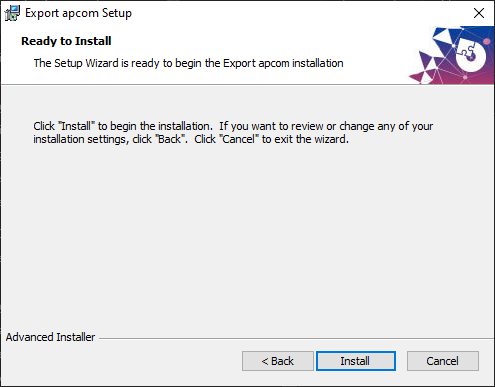 Export apcom Setup
Ready to Install
The Setup Wizard is ready to begin the Export apcom installation
Click "Install" to begin the installation.  If you want to review or change any of your
installation settings, click "Back".  Click "Cancel" to exit the wizard.
Advanced Installer
< Back
Install
Cancel